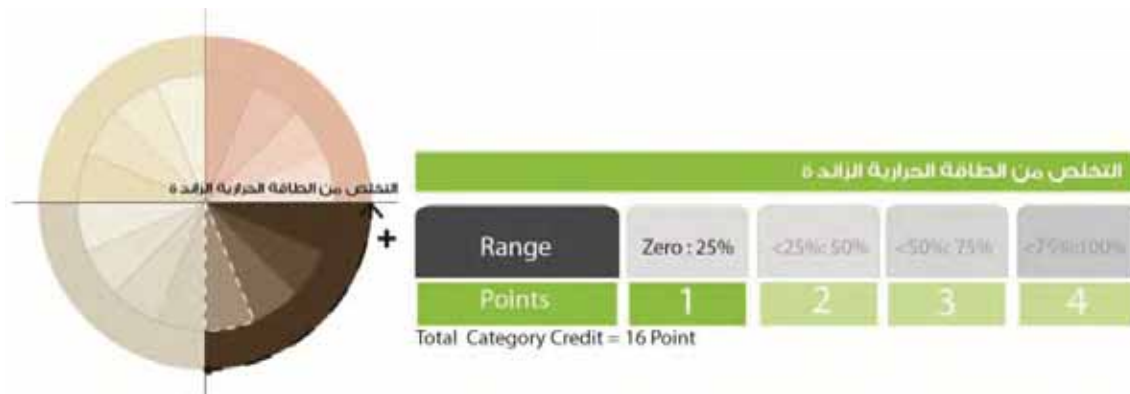 التخلص من الطاقة الحرارية الزائدة
+
التخلص من الطاقة الحرارية الزائدة
Range Zero : 25% <25%: 50% <50%: 75% <75%:100%
Points 1 2 3 4
Total Category Credit = 16 Point